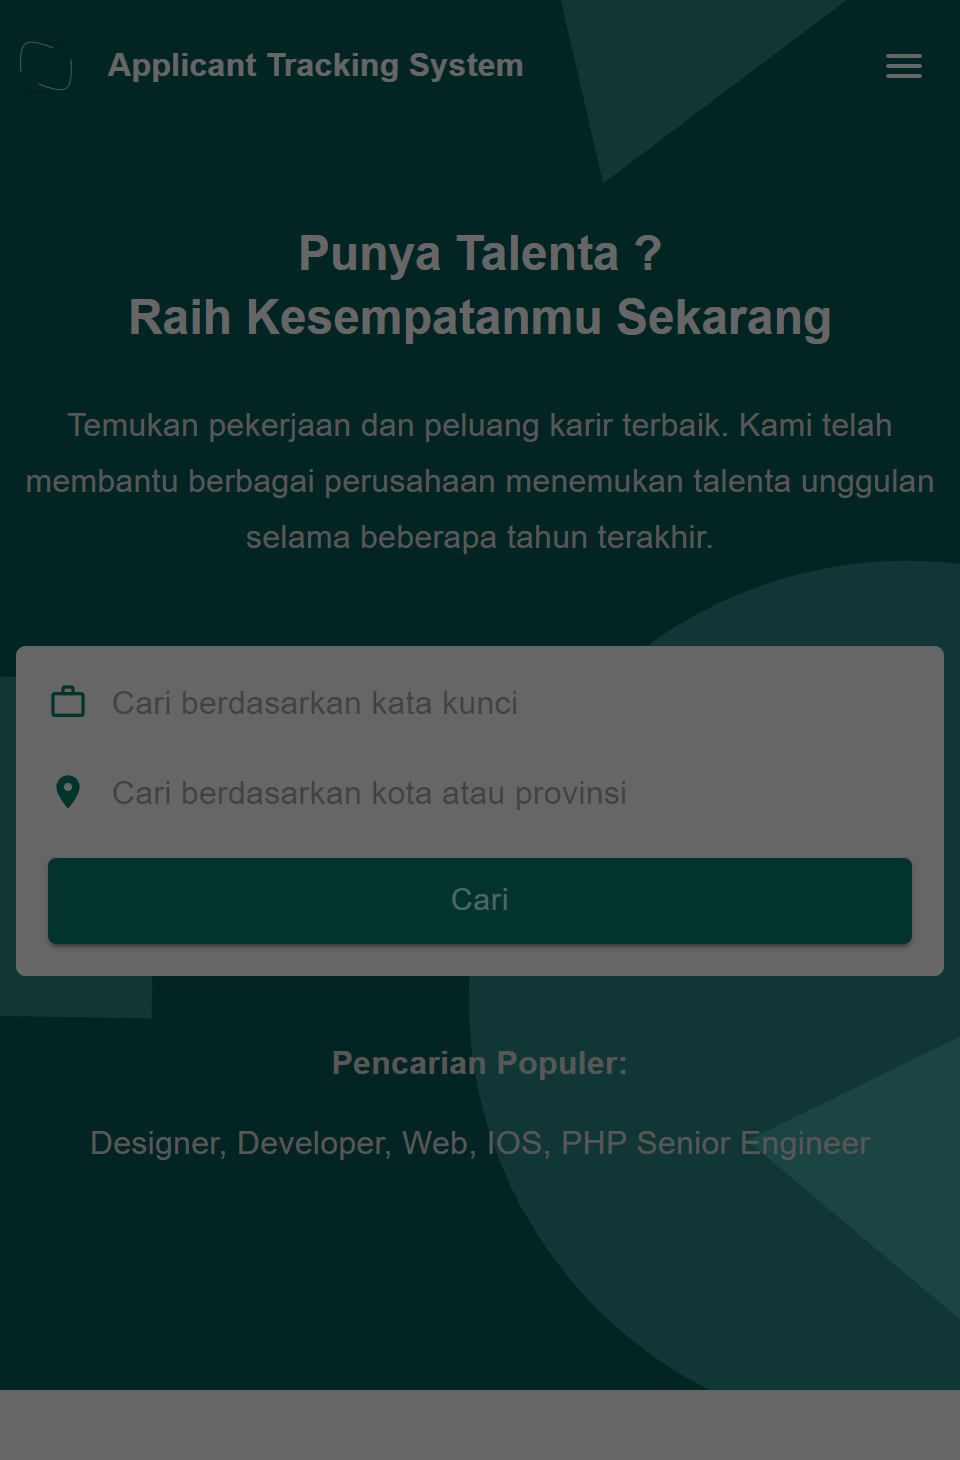 Applicant Tracking System
Punya Talenta ?
Raih Kesempatanmu Sekarang
Temukan pekerjaan dan peluang karir terbaik. Kami telah
membantu berbagai perusahaan menemukan talenta unggulan
selama beberapa tahun terakhir.
Cari berdasarkan kata kunci
Cari berdasarkan kota atau provinsi
Cari
Pencarian Populer:
Designer, Developer, Web, IOS, PHP Senior Engineer